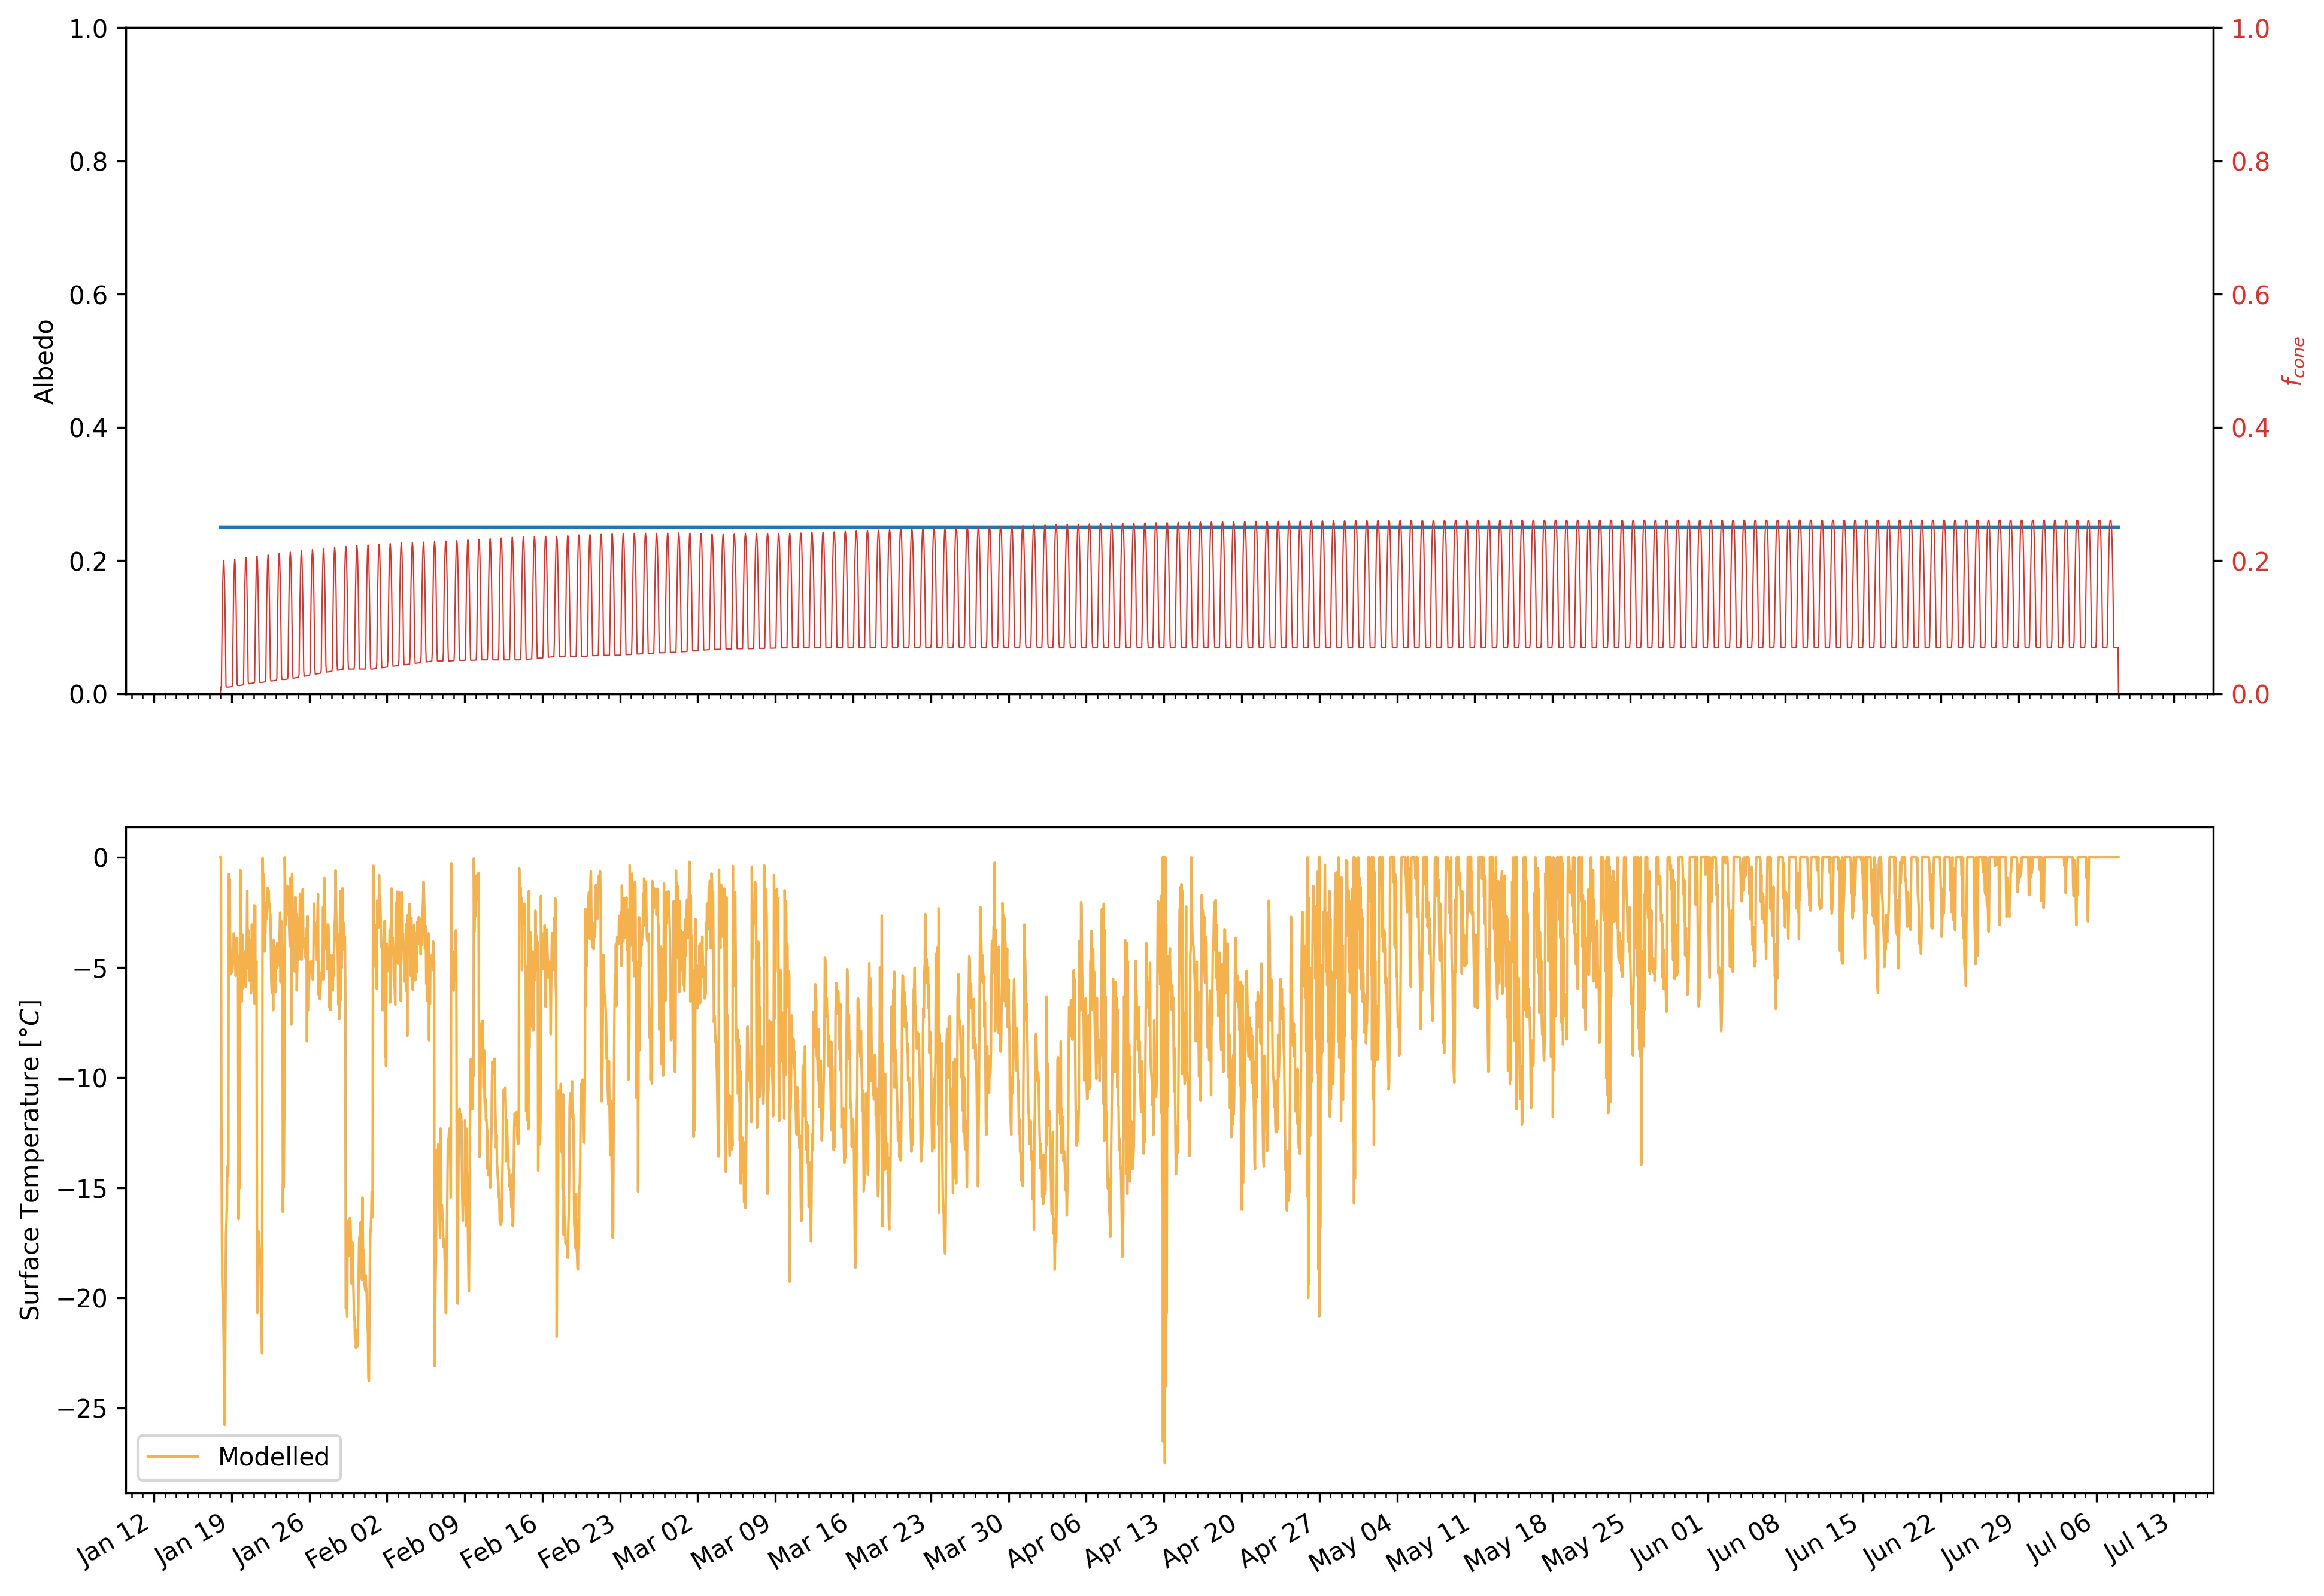 1.0
0.8
0.6
0.4
0.2
0.0
Albedo
1.0
0.8
0.6
0.4
0.2
0.0
fcone
0
−5
−10
−15
−20
−25
Surface Temperature [°C]
Modelled
Jan 12
Jan 19
Jan 26
Feb 02
Feb 09
Feb 16
Feb 23
Mar 02
Mar 09
Mar 16
Mar 23
Mar 30
Apr 06
Apr 13
Apr 20
Apr 27
May 04
May 11
May 18
May 25
Jun 01
Jun 08
Jun 15
Jun 22
Jun 29
Jul 06
Jul 13